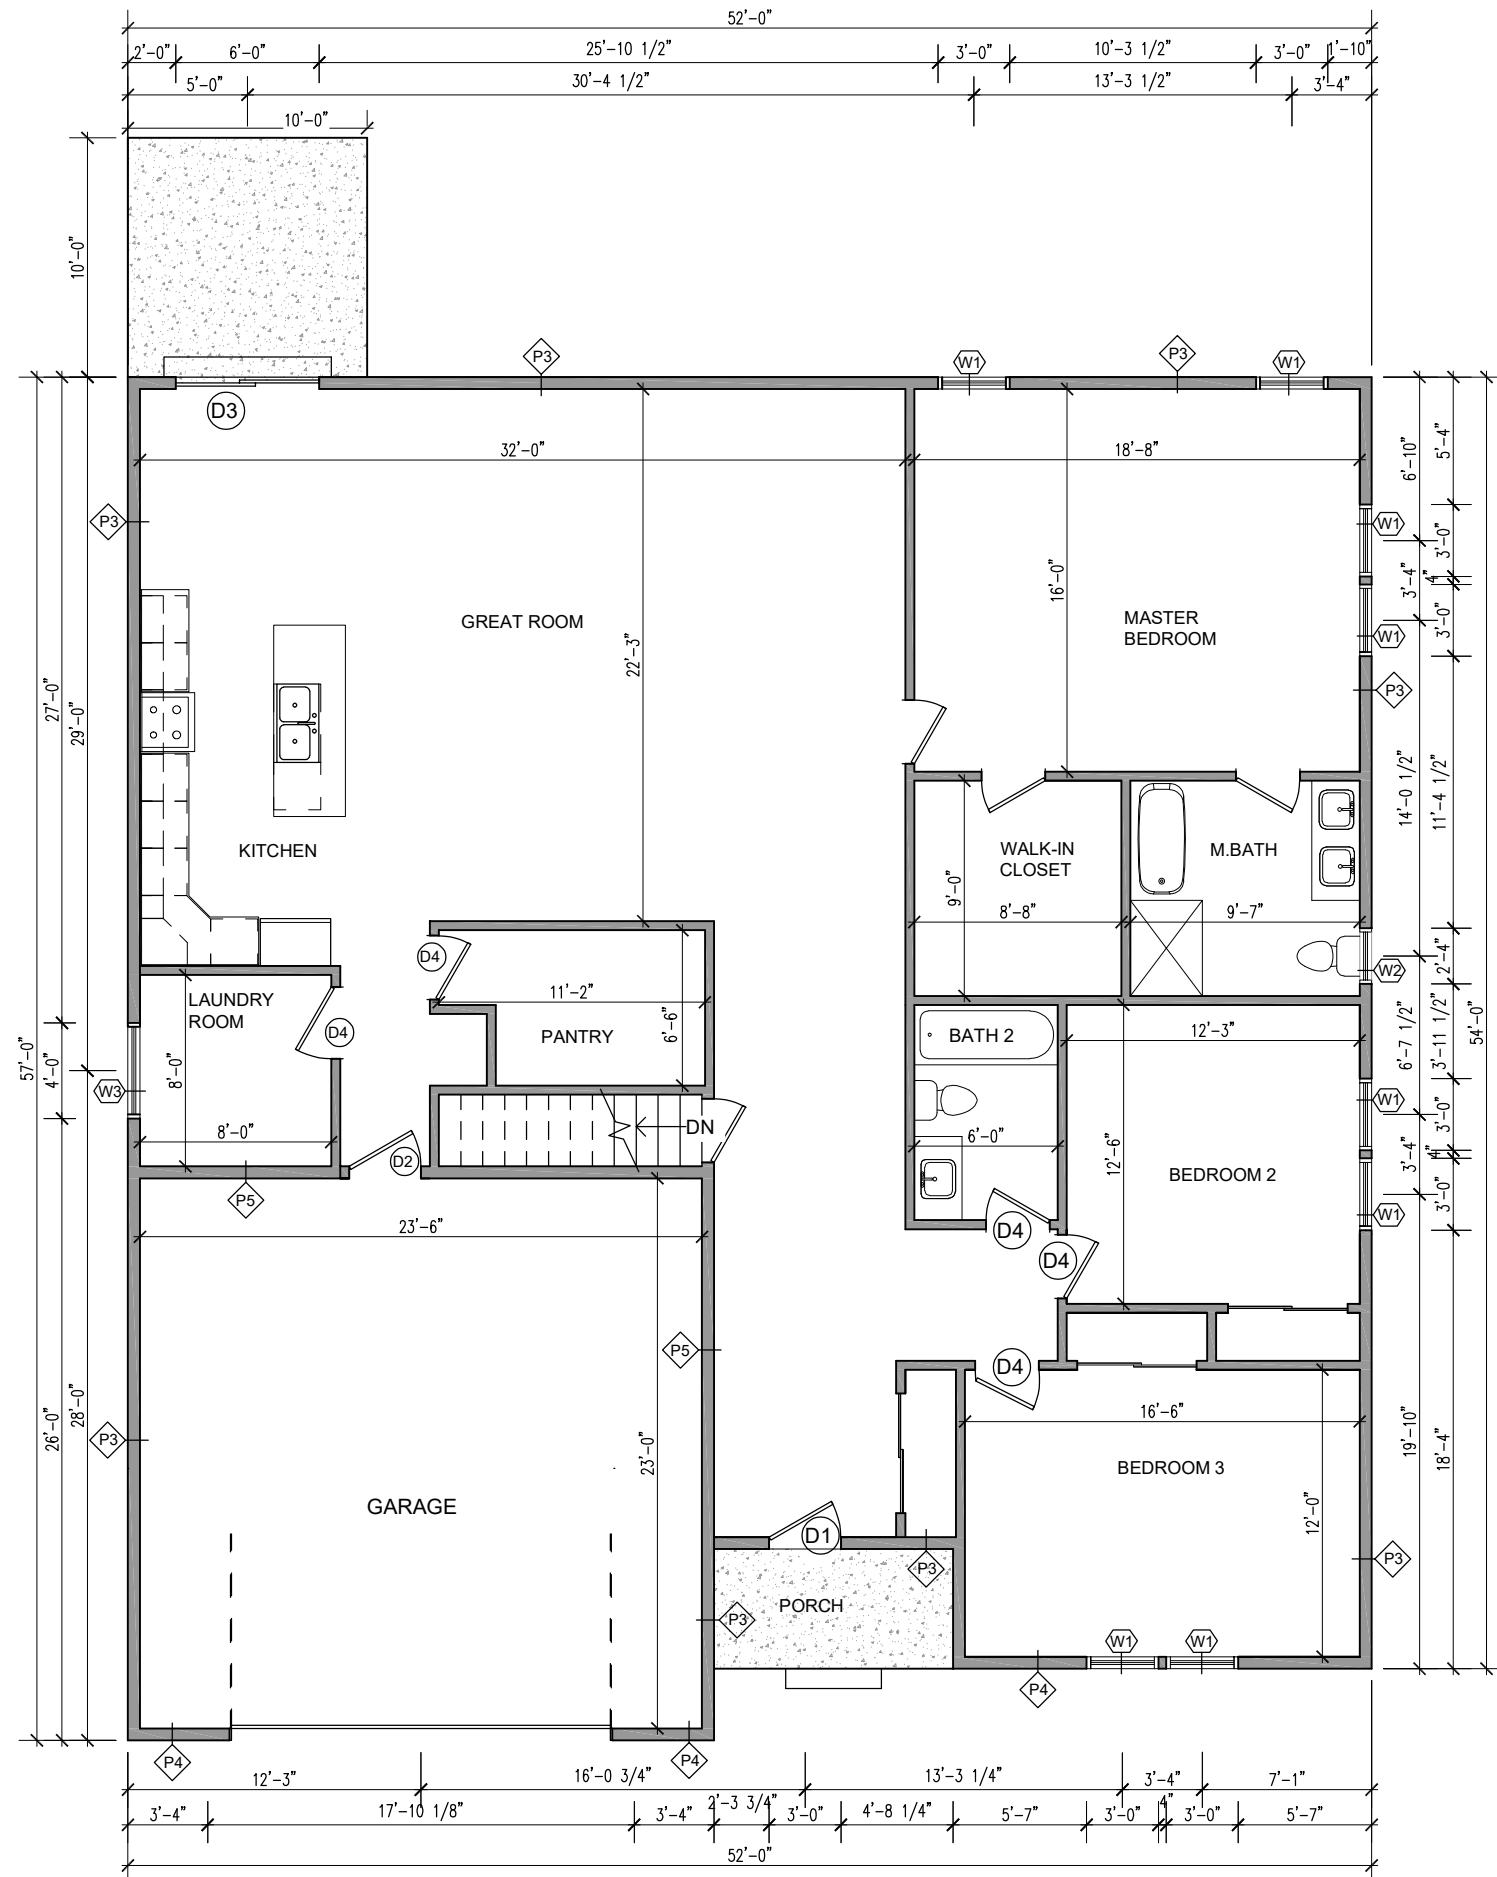 52'-0"
2'-0" 6'-0" 25'-10 1/2" 3'-0" 10'-3 1/2" 3'-0" 1'-10"
5'-0" 30'-4 1/2" 13'-3 1/2" 3'-4"
10'-0"
10'-0"
P3 W1 P3 W1
D3
32'-0" 18'-8"
6'-10" 5'-4"
P3 W1
3'-0"
16'-0"
3'-4" 4"
GREAT ROOM
MASTER
BEDROOM
22'-3"
W1 3'-0"
27'-0" 29'-0"
P3
14'-0 1/2" 11'-4 1/2"
KITCHEN
WALK-IN
CLOSET
M.BATH
9'-0"
8'-8" 9'-7"
D4
W2 2'-4"
LAUNDRY
ROOM
11'-2"
D4
PANTRY
6'-6"
BATH 2
12'-3"
6'-7 1/2" 3'-11 1/2" 54'-0"
57'-0" 4'-0"
W3
8'-0"
W1 3'-0"
8'-0"
DN
6'-0"
3'-4" 4"
D2
12'-6"
BEDROOM 2
P5
3'-0"
W1
23'-6"
D4
D4
P5
D4
26'-0" 28'-0"
16'-6"
19'-10" 18'-4"
P3
23'-0"
BEDROOM 3
GARAGE
12'-0"
D1
P3
P3
PORCH
P3
W1 W1
P4
P4 P4
12'-3" 16'-0 3/4" 13'-3 1/4" 3'-4" 7'-1"
2'-3 3/4" 4"
3'-4" 17'-10 1/8" 3'-4" 3'-0" 4'-8 1/4" 5'-7" 3'-0" 3'-0" 5'-7"
52'-0"